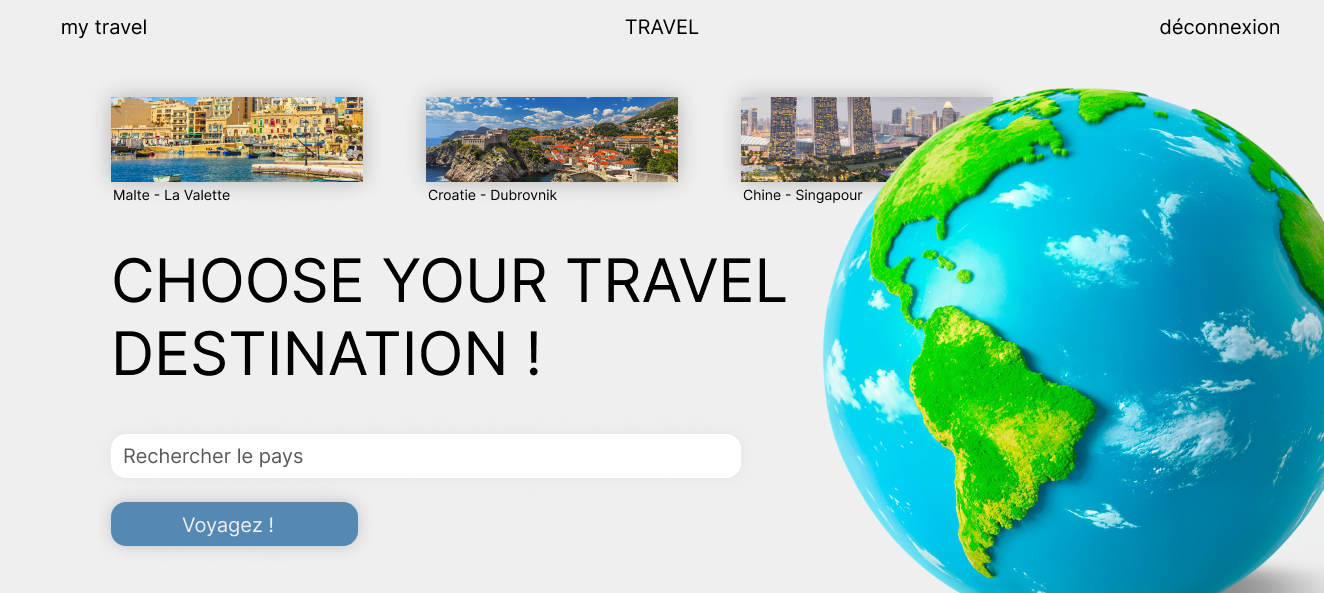 my travel
TRAVEL
déconnexion
Malte - La Valette
Croatie - Dubrovnik
Chine - Singapour
CHOOSE YOUR TRAVEL
DESTINATION !
Rechercher le pays
Voyagez !